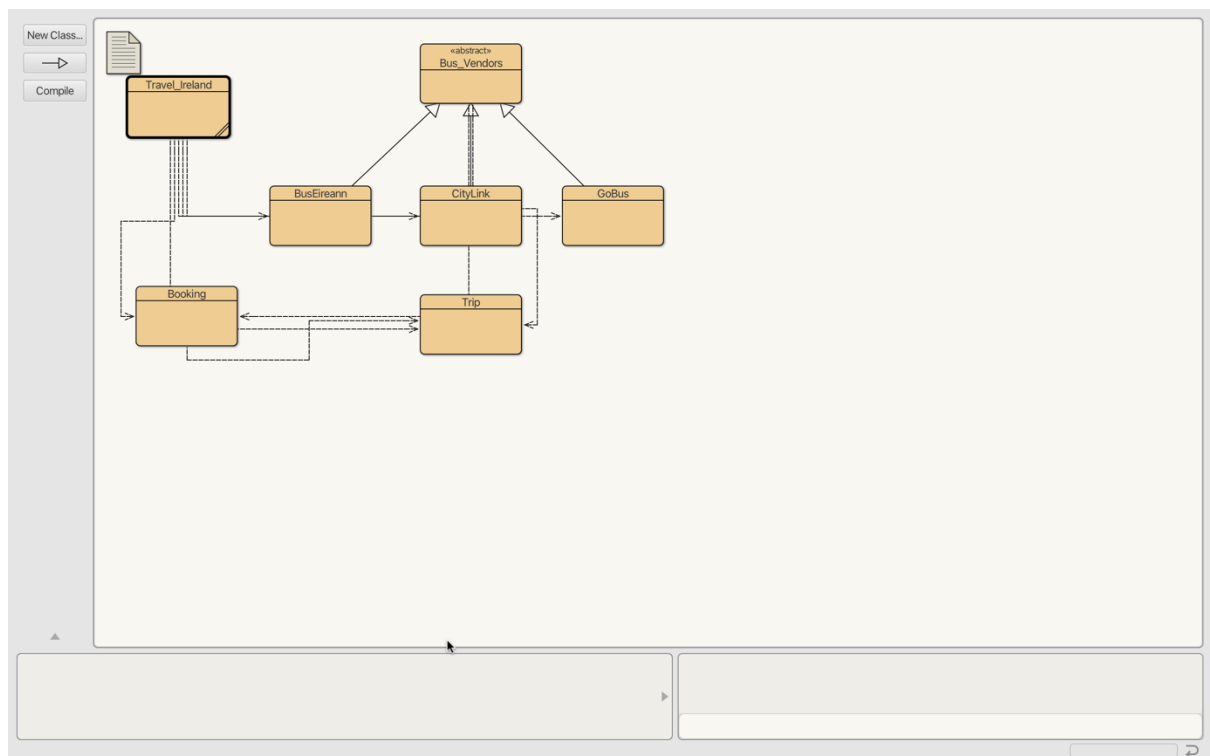 New Class...
Compile
Travel_Ireland
«abstract»
Bus_Vendors
BusEireann
CityLink
GoBus
Booking
Trip